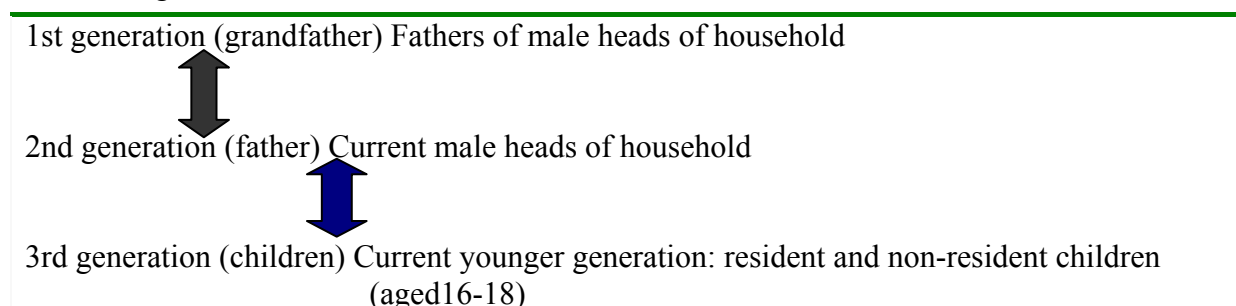 1st generation (grandfather) Fathers of male heads of household
2nd generation (father) Current male heads of household
3rd generation (children) Current younger generation: resident and non-resident children
(aged16-18)